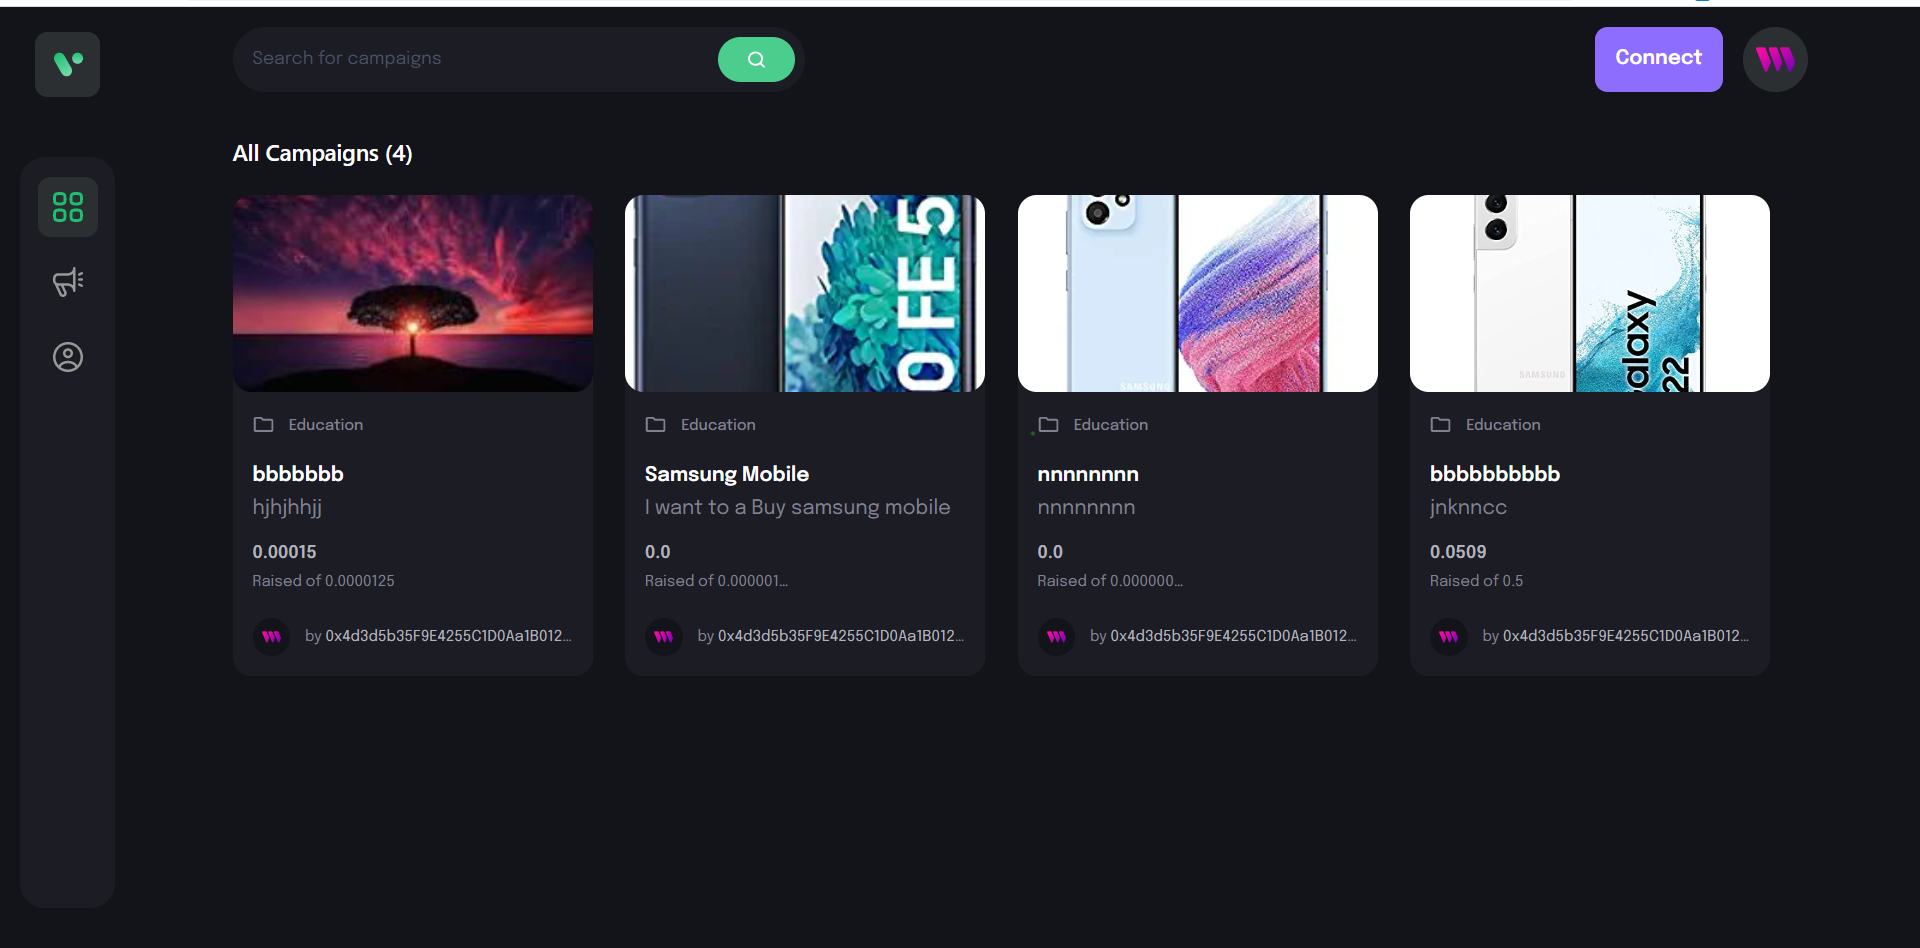 Search for campaigns
Connect
All Campaigns (4)
0 FE 5
SAMSUNG
alaxy
22
SAMSUNG
Education
bbbbbbb
hjhjhhjj
0.00015
Raised of 0.0000125
by 0x4d3d5b35F9E4255C1D0Aa1B012...
Education
Samsung Mobile
I want to a Buy samsung mobile
0.0
Raised of 0.000001...
by 0x4d3d5b35F9E4255C1D0Aa1B012...
Education
nnnnnnnn
nnnnnnnn
0.0
Raised of 0.000000...
by 0x4d3d5b35F9E4255C1D0Aa1B012...
Education
bbbbbbbbbb
jnknncc
0.0509
Raised of 0.5
by 0x4d3d5b35F9E4255C1D0Aa1B012...